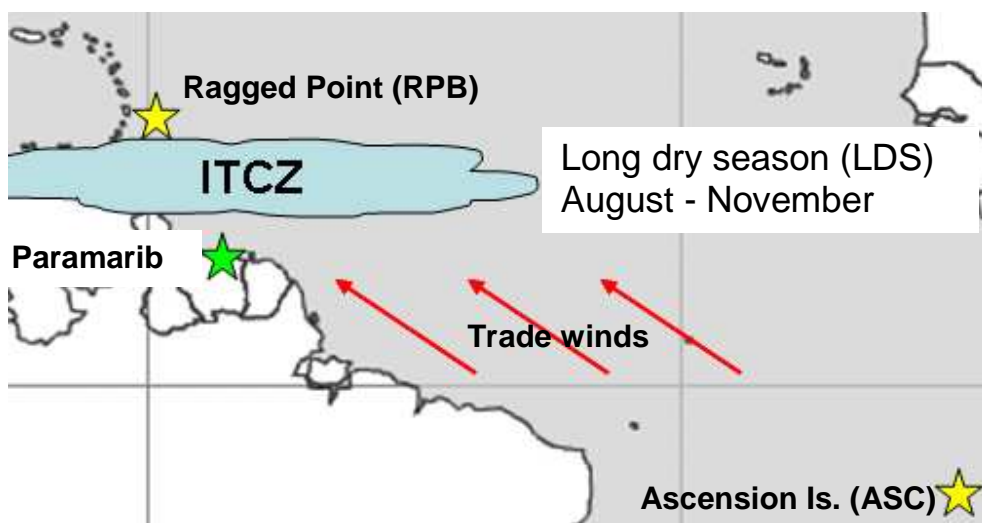 Ragged Point (RPB)
ITCZ
Long dry season (LDS)
August - November
Paramarib
Trade winds
Ascension Is. (ASC)